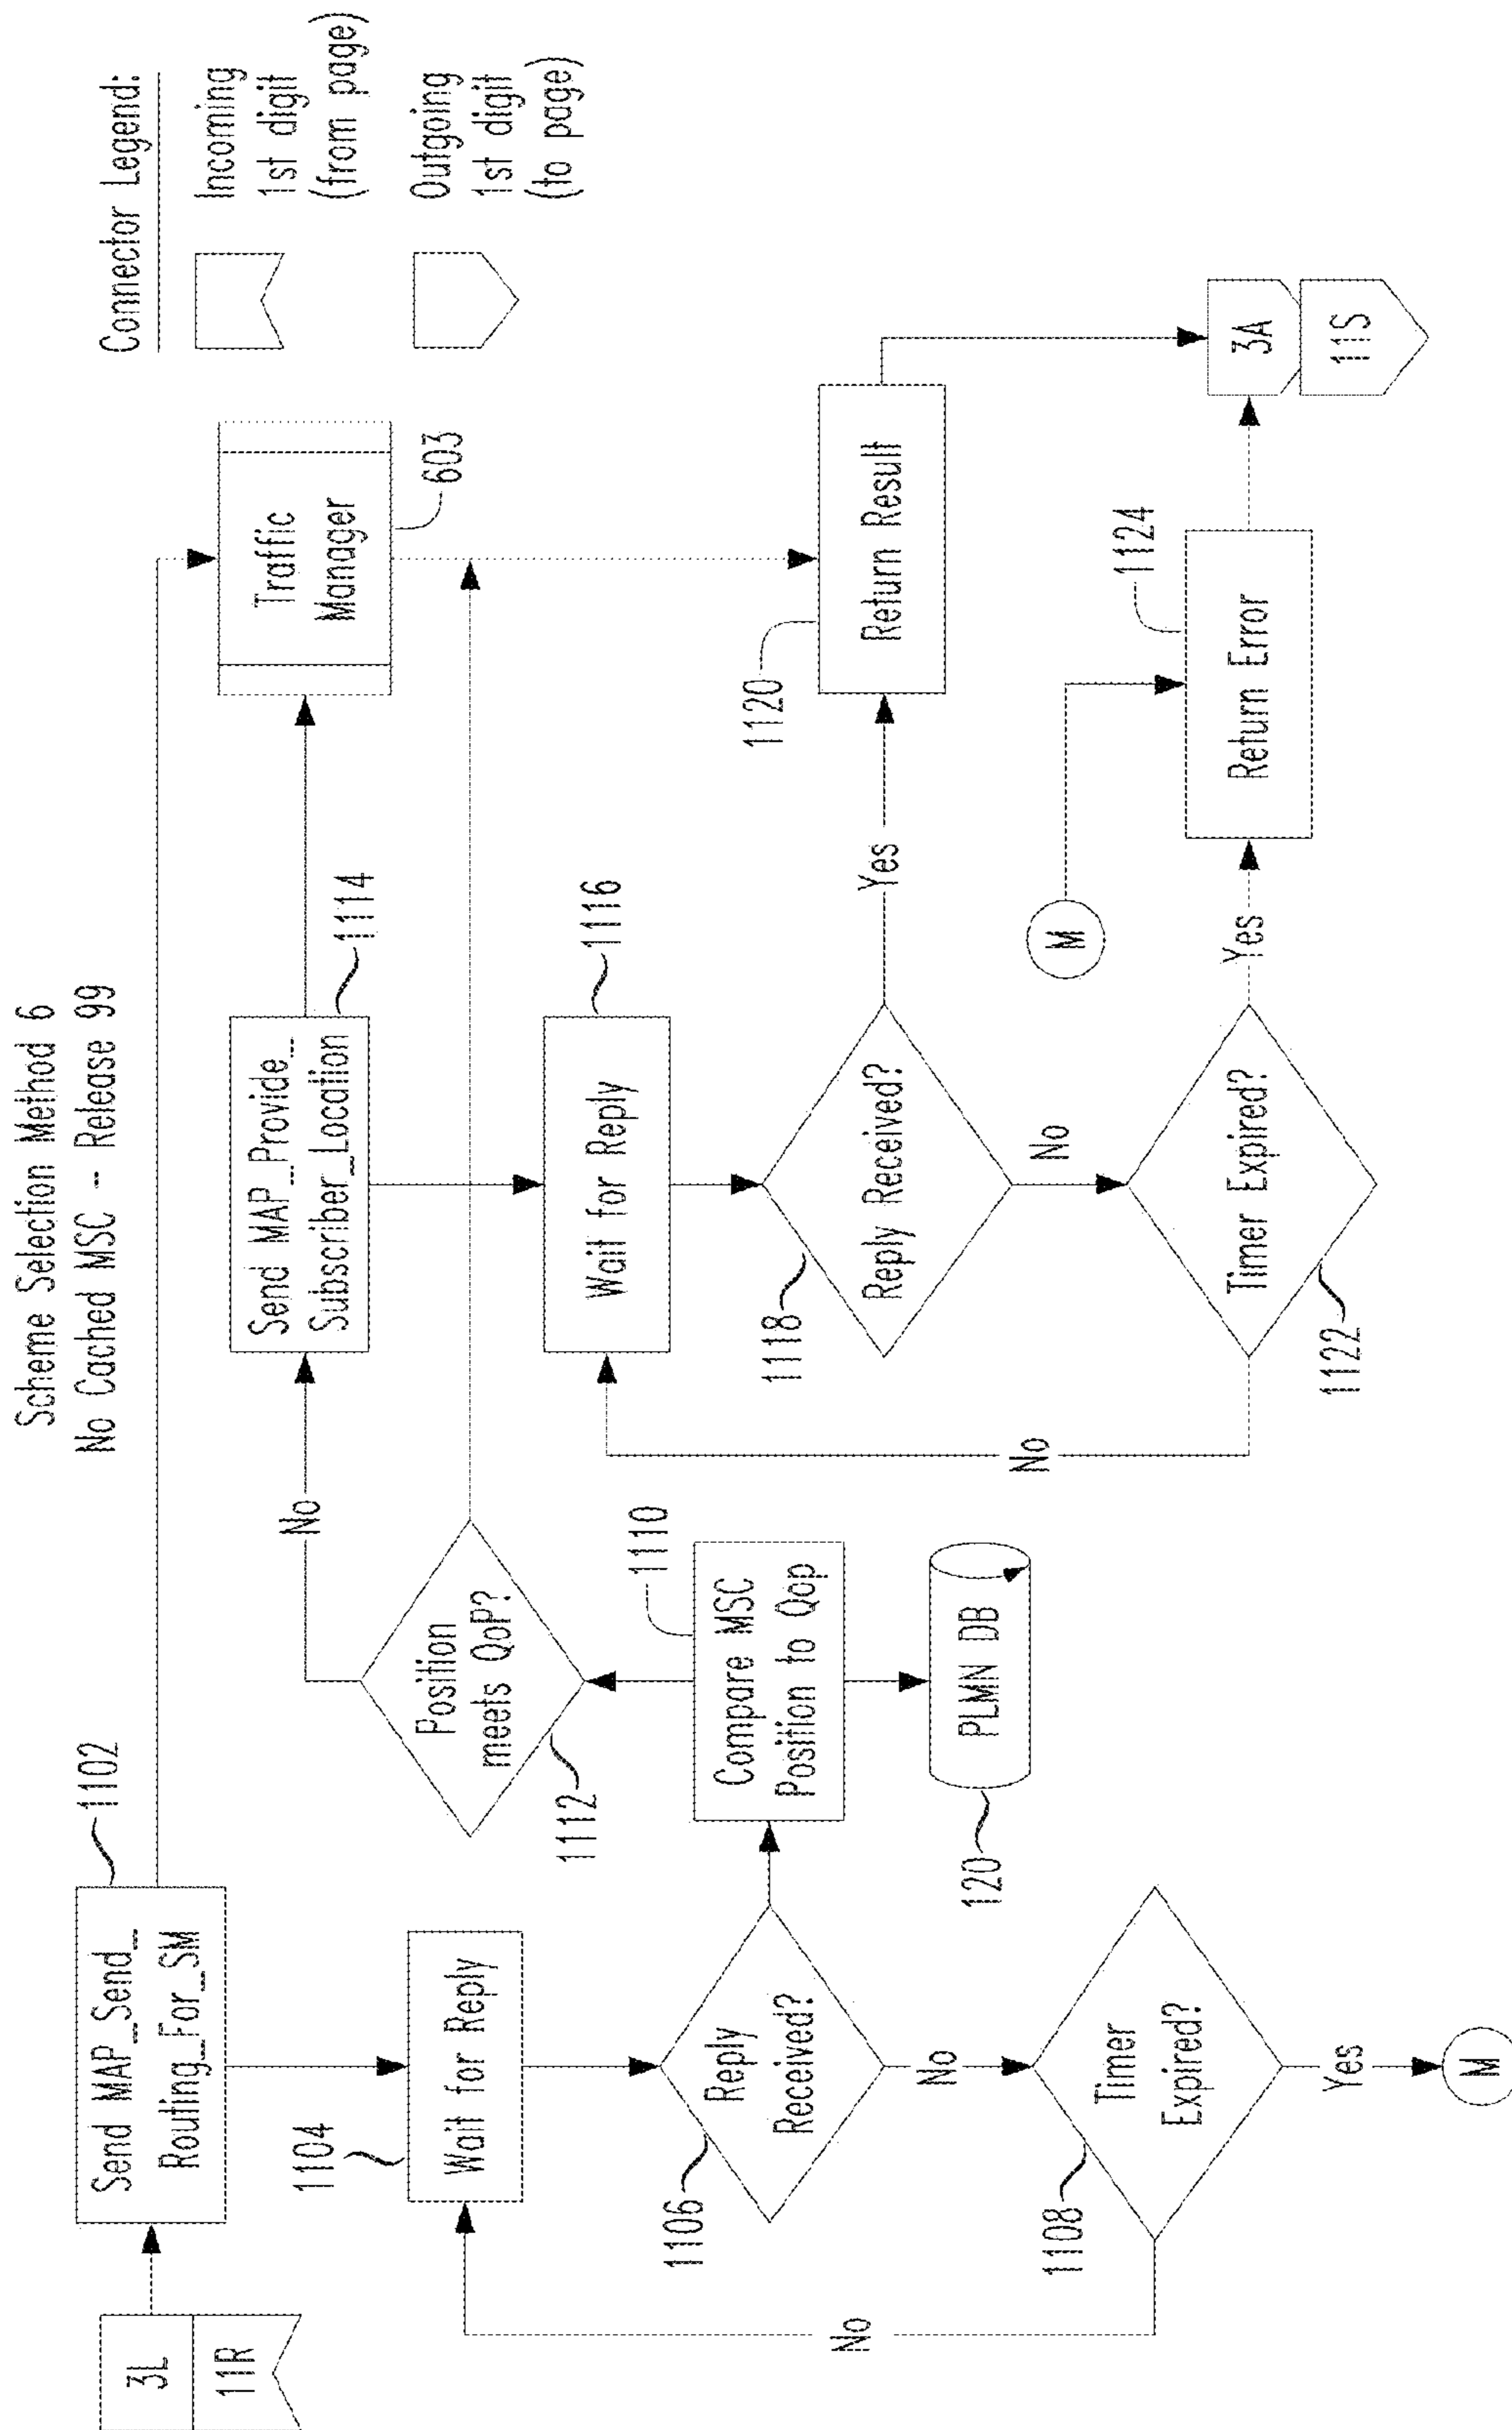 Scheme Selection Method 6
No Cached MSC -- Release 99
Connector Legend:
Incoming
1st digit
(from page)
Outgoing
1st digit
(to page)
3L
11R
Send MAP_Send_
Routing_For_SM
1102
Traffic
Manager
603
1104
Wait for Reply
1106
Reply
Received?
No
1108
Timer
Expired?
No
Yes
M
Compare MSC
Position to Qop
1110
PLMN DB
120
Position
meets QoP?
1112
No
Send MAP_Provide_
Subscriber_Location
1114
Wait for Reply
1116
Reply Received?
1118
Yes
No
Timer Expired?
1122
No
Yes
M
Return Result
1120
Return Error
1124
3A
11S